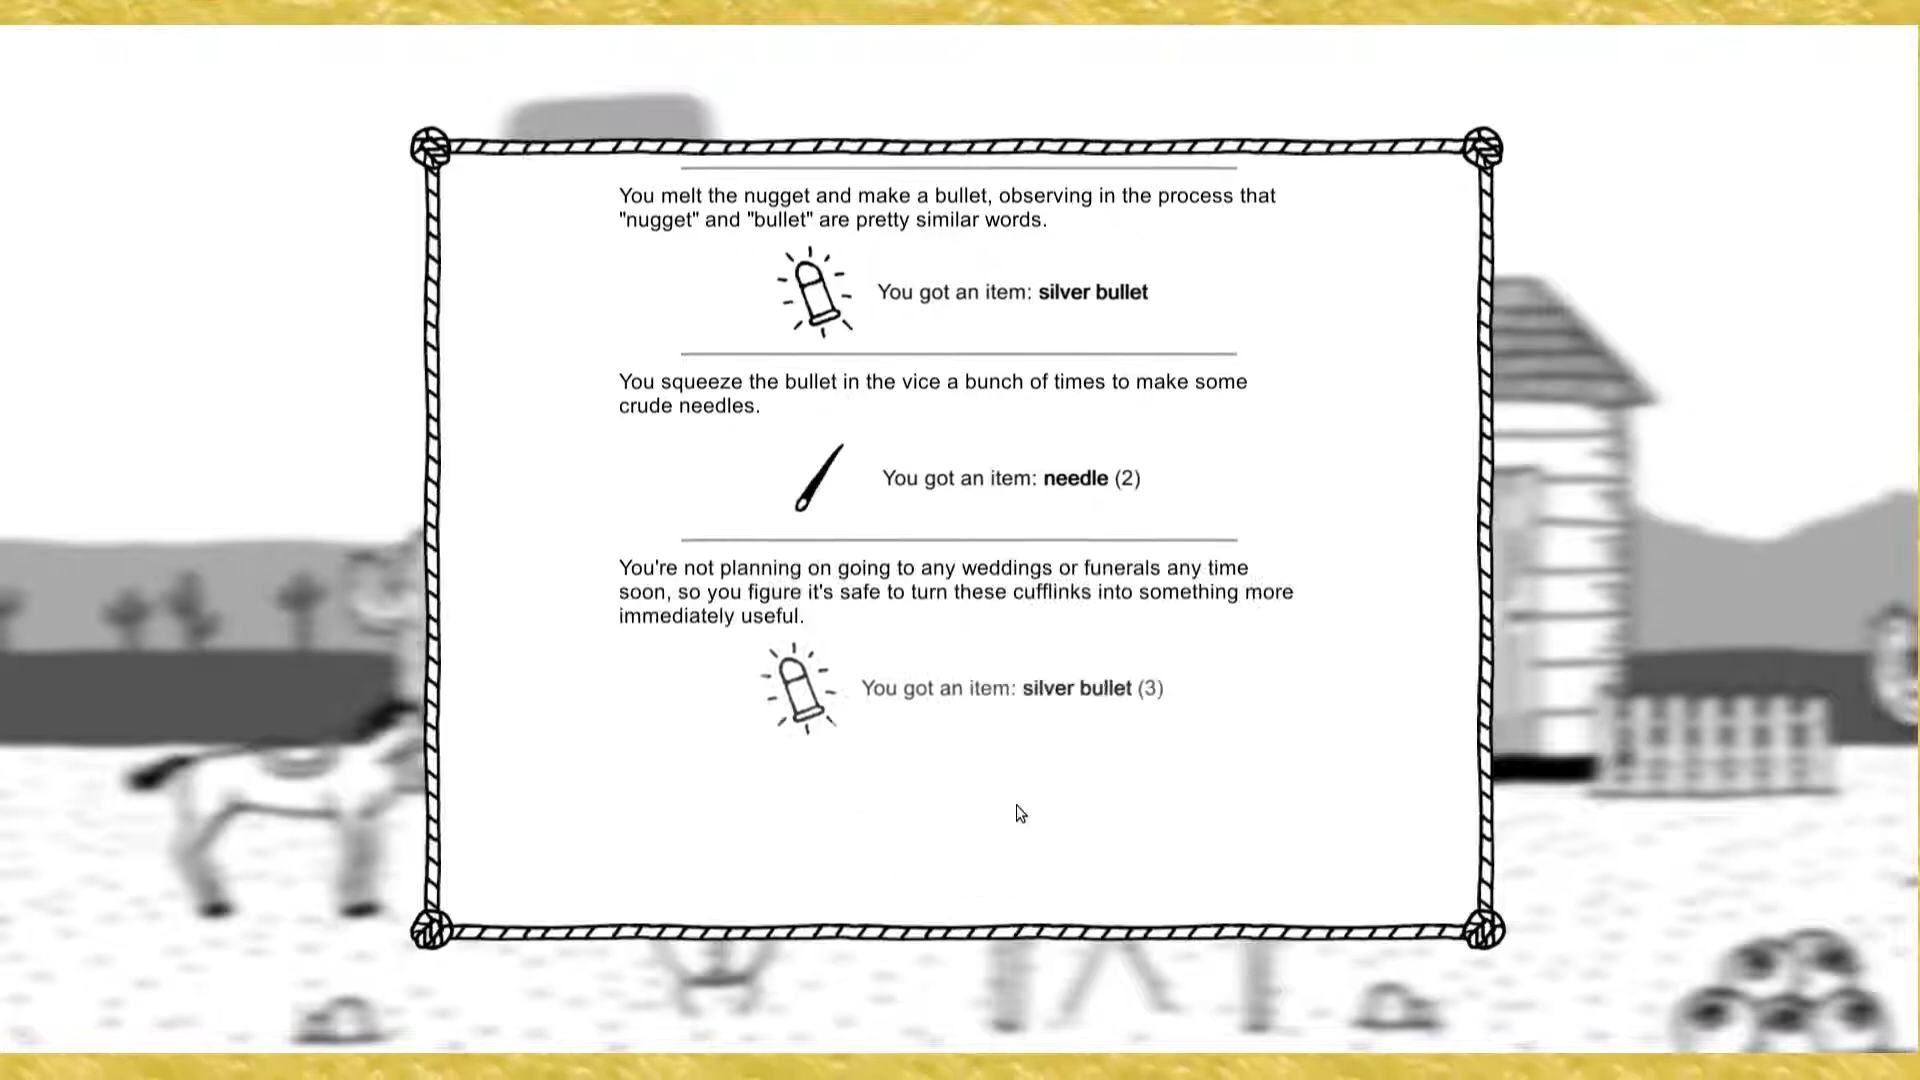 You melt the nugget and make a bullet, observing in the process that
"nugget" and "bullet" are pretty similar words.
You got an item: silver bullet
You squeeze the bullet in the vice a bunch of times to make some
crude needles.
You got an item: needle (2)
You're not planning on going to any weddings or funerals any time
soon, so you figure it's safe to turn these cufflinks into something more
immediately useful.
You got an item: silver bullet (3)